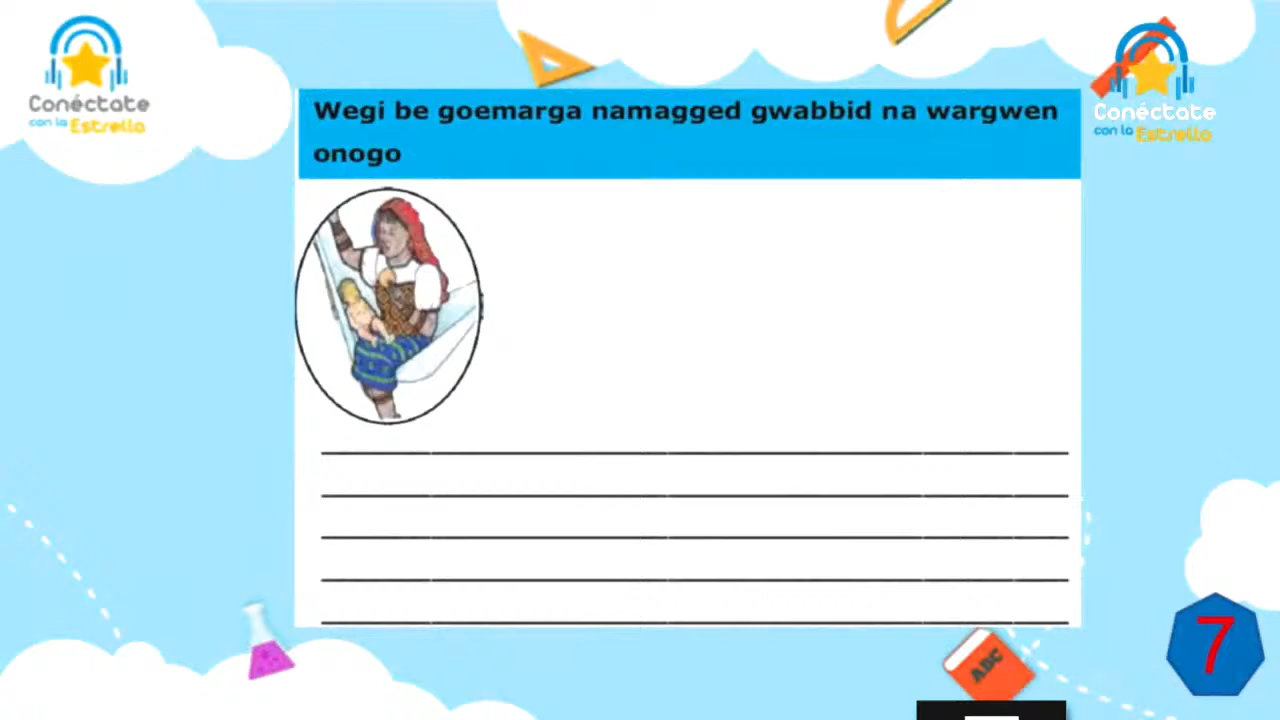 Conéctate
con la Estrella
Conéctate
con la Estrella
Wegi be goemarga namagged gwabbid na wargwen
onogo
ABC
7